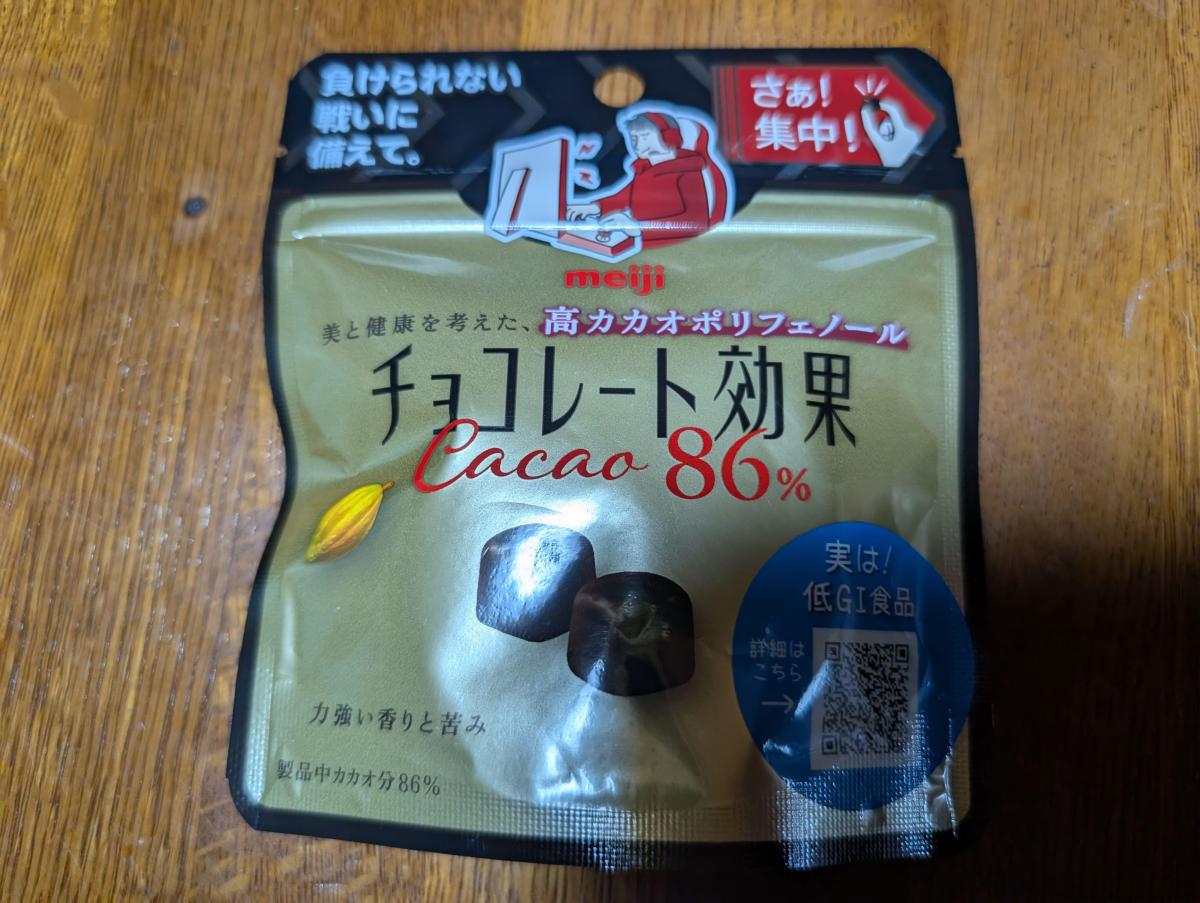 負けられない
戦いに
備えて。
さぁ!
集中!
meiji
美と健康を考えた、高カカオポリフェノール
チョコレート効果
Cacao 86%
実は!
低GI食品
詳細は
こちら
→
力強い香りと苦み
製品中カカオ分86%